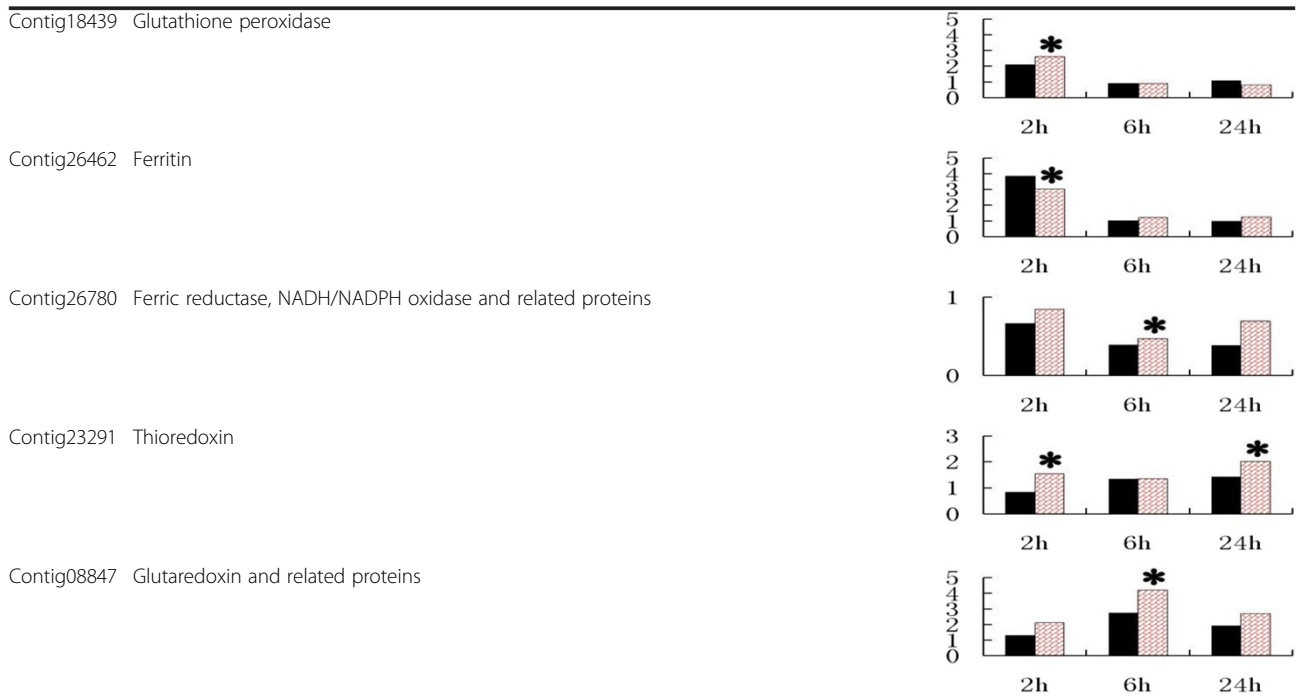 Contig18439 Glutathione peroxidase
5
4
3
2
1
0
*
2h 6h 24h
Contig26462 Ferritin
5
4
3
2
1
0
*
2h 6h 24h
Contig26780 Ferric reductase, NADH/NADPH oxidase and related proteins
1
0
*
2h 6h 24h
Contig23291 Thioredoxin
3
2
1
0
* *
2h 6h 24h
Contig08847 Glutaredoxin and related proteins
5
4
3
2
1
0
*
2h 6h 24h